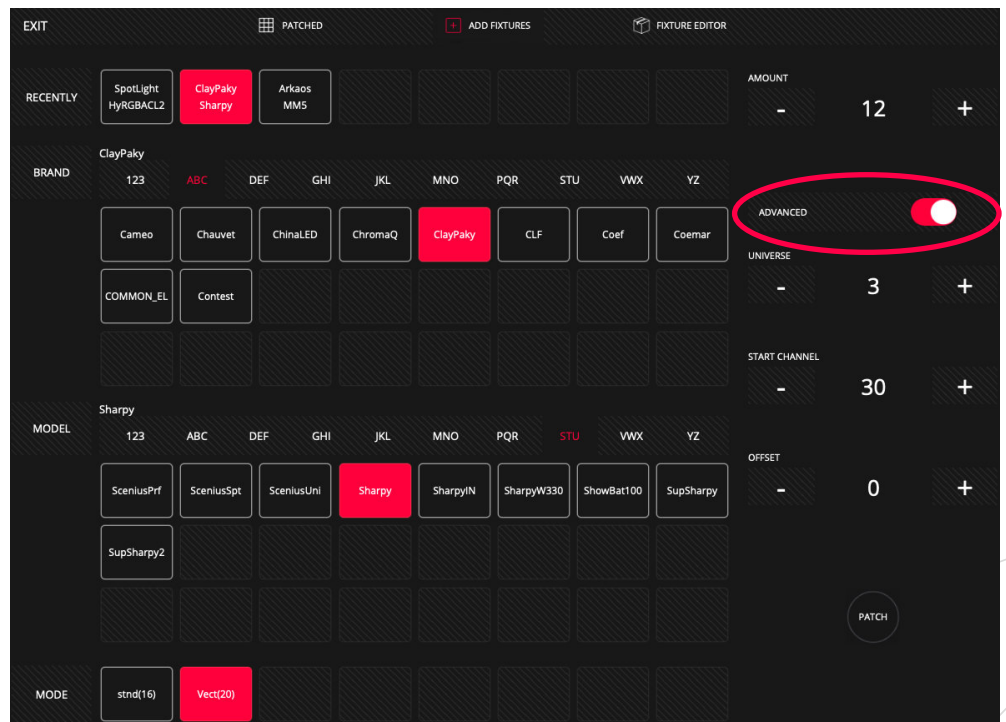 EXIT
PATCHED
ADD FIXTURES
FIXTURE EDITOR
RECENTLY
SpotLight
HyRGBACL2
ClayPaky
Sharpy
Arkaos
MM5
AMOUNT
- 12 +
BRAND
ClayPaky
123 ABC DEF GHI JKL MNO PQR STU VWX YZ
Cameo
Chauvet
ChinaLED
ChromaQ
ClayPaky
CLF
Coef
Coemar
COMMON_EL
Contest
ADVANCED
UNIVERSE
- 3 +
START CHANNEL
- 30 +
MODEL
Sharpy
123 ABC DEF GHI JKL MNO PQR STU VWX YZ
SceniusPrf
SceniusSpt
SceniusUni
Sharpy
SharpyIN
SharpyW330
ShowBat100
SupSharpy
SupSharpy2
OFFSET
- 0 +
PATCH
MODE
stnd(16)
Vect(20)